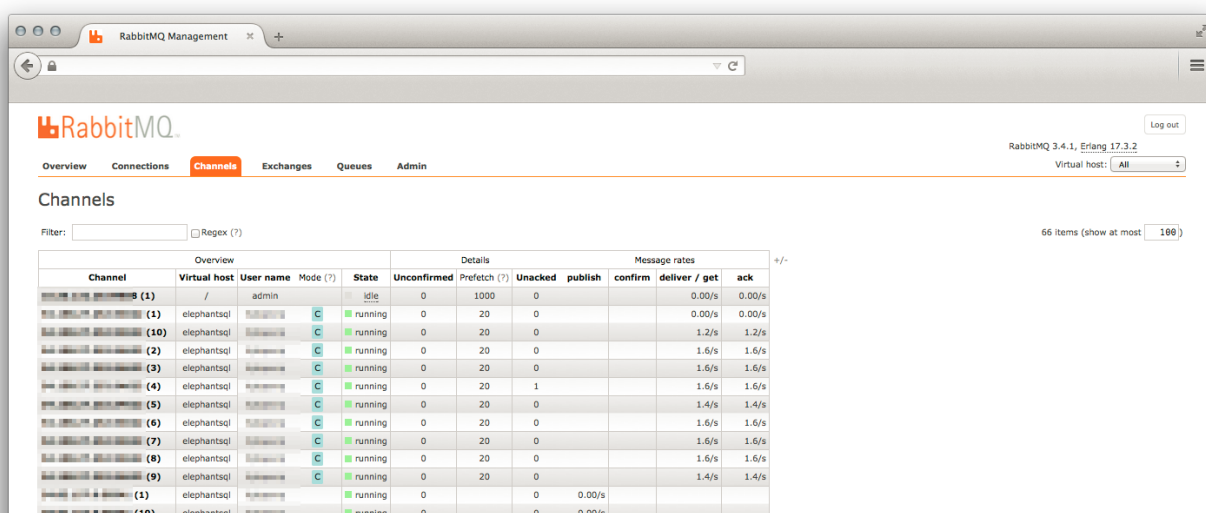 RabbitMQ Management
RabbitMQ
Log out
RabbitMQ 3.4.1, Erlang 17.3.2
Virtual host: All
Overview Connections Channels Exchanges Queues Admin
Channels
Filter: Regex (?) 66 items (show at most 100)
Overview Details Message rates +/-
Channel Virtual host User name Mode (?) State Unconfirmed Prefetch (?) Unacked publish confirm deliver / get ack
8 (1) / admin idle 0 1000 0 0.00/s 0.00/s
(1) elephantsql C running 0 20 0 0.00/s 0.00/s
(10) elephantsql C running 0 20 0 1.2/s 1.2/s
(2) elephantsql C running 0 20 0 1.6/s 1.6/s
(3) elephantsql C running 0 20 0 1.6/s 1.6/s
(4) elephantsql C running 0 20 1 1.6/s 1.6/s
(5) elephantsql C running 0 20 0 1.4/s 1.4/s
(6) elephantsql C running 0 20 0 1.6/s 1.6/s
(7) elephantsql C running 0 20 0 1.6/s 1.6/s
(8) elephantsql C running 0 20 0 1.6/s 1.6/s
(9) elephantsql C running 0 20 0 1.4/s 1.4/s
(1) elephantsql running 0 0 0.00/s
(10) elephantsql running 0 0 0.00/s